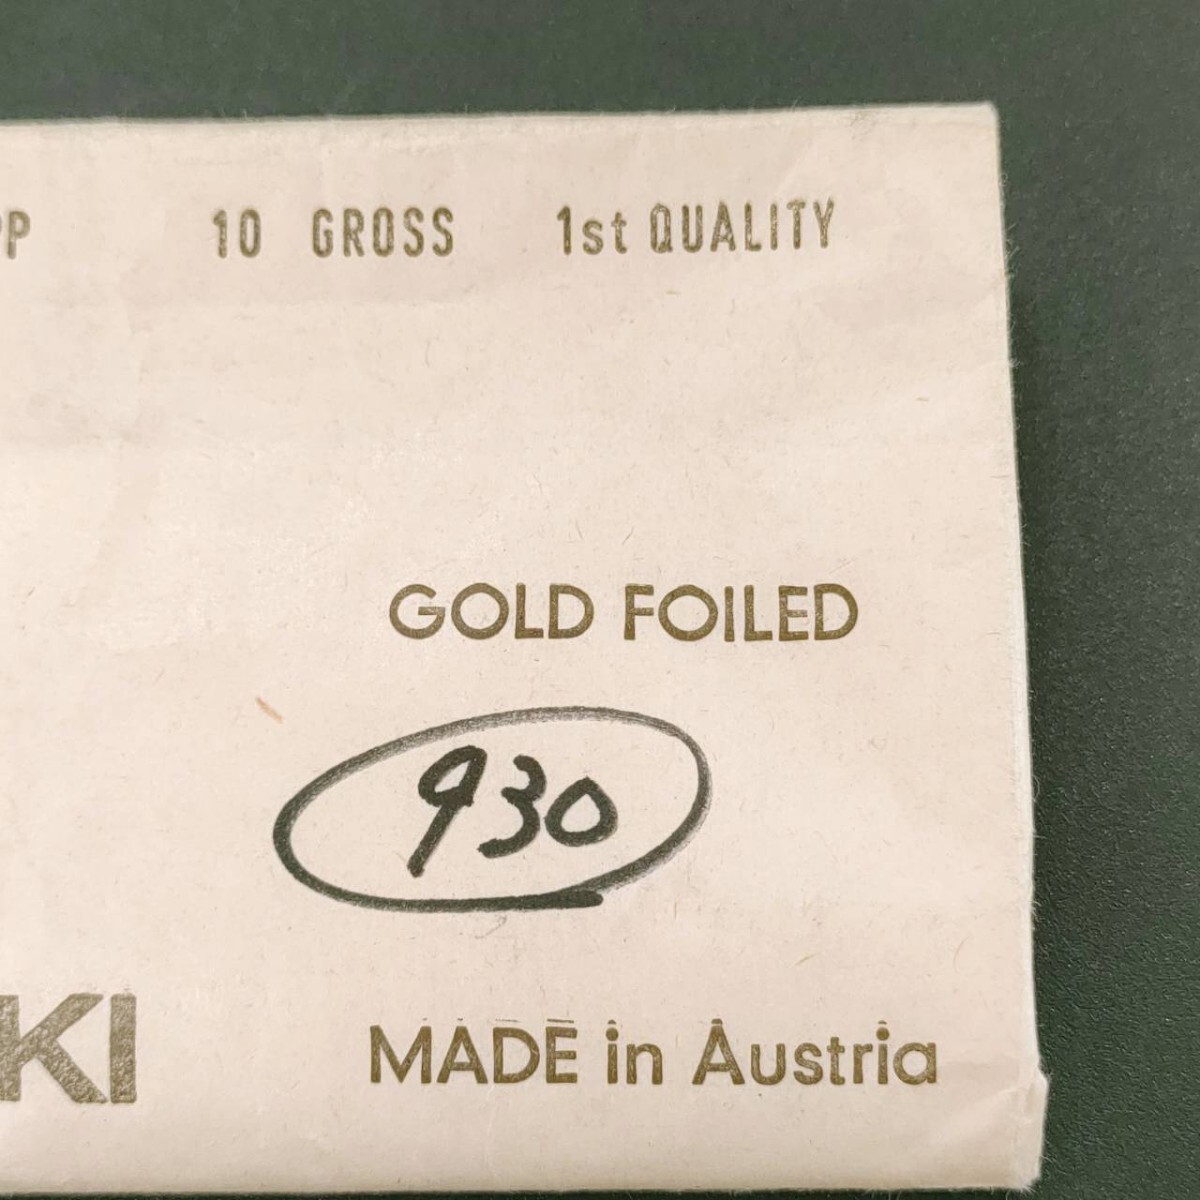 PP 10 GROSS 1st QUALITY
GOLD FOILED
930
KI MADE in Austria